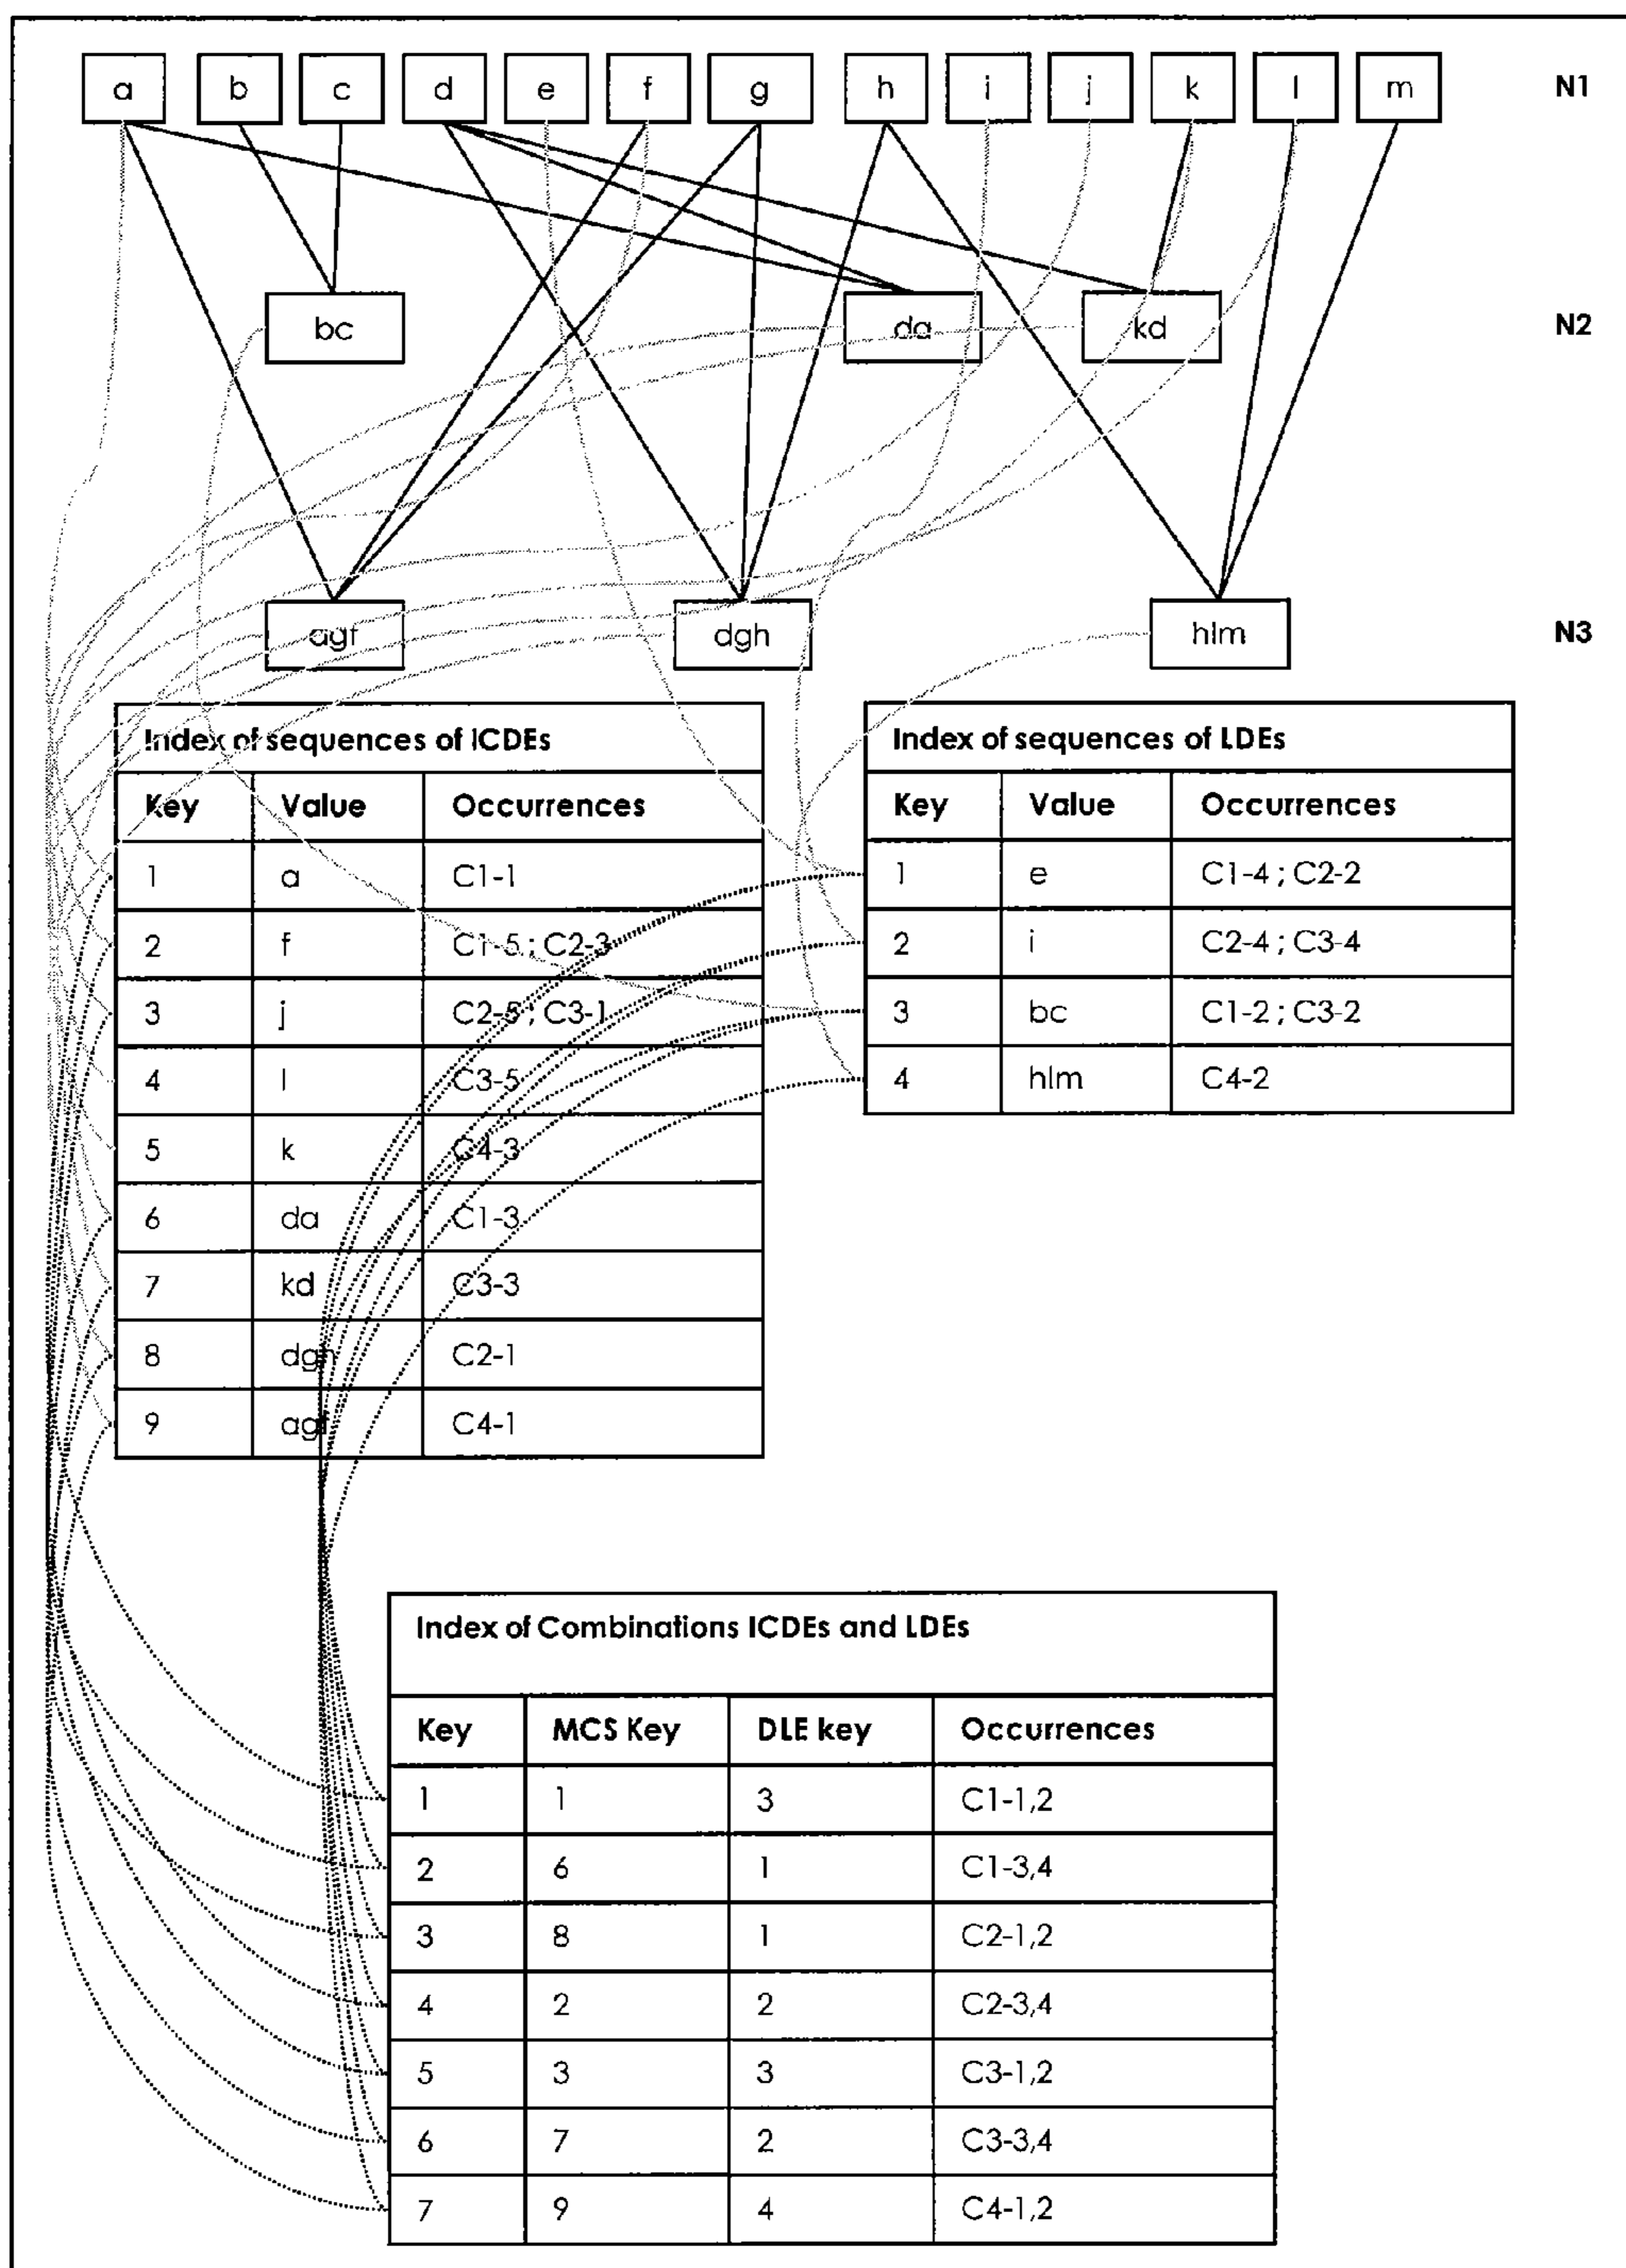 a b c d e f g h i j k l m N1
bc da kd N2
agf dgh hlm N3
Index of sequences of ICDEs
Key Value Occurrences
1 a C1-1
2 f C1-5 ; C2-3
3 j C2-5 ; C3-1
4 l C3-5
5 k C4-3
6 da C1-3
7 kd C3-3
8 dgh C2-1
9 agf C4-1
Index of sequences of LDEs
Key Value Occurrences
1 e C1-4 ; C2-2
2 i C2-4 ; C3-4
3 bc C1-2 ; C3-2
4 hlm C4-2
Index of Combinations ICDEs and LDEs
Key MCS Key DLE key Occurrences
1 1 3 C1-1,2
2 6 1 C1-3,4
3 8 1 C2-1,2
4 2 2 C2-3,4
5 3 3 C3-1,2
6 7 2 C3-3,4
7 9 4 C4-1,2